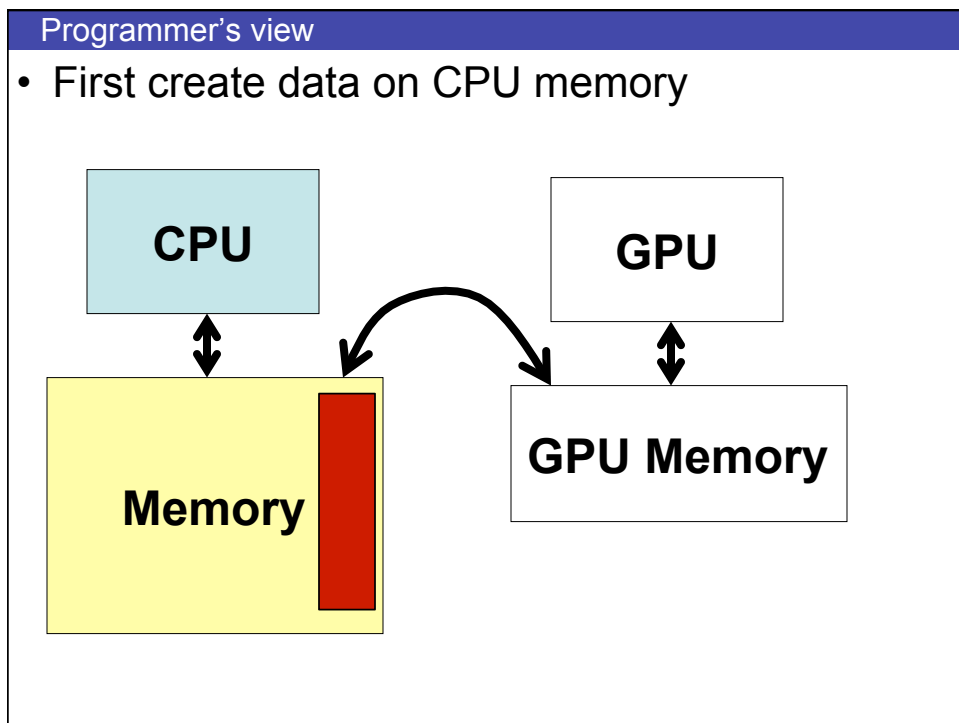 Programmer’s view
• First create data on CPU memory
CPU
GPU
Memory
GPU Memory